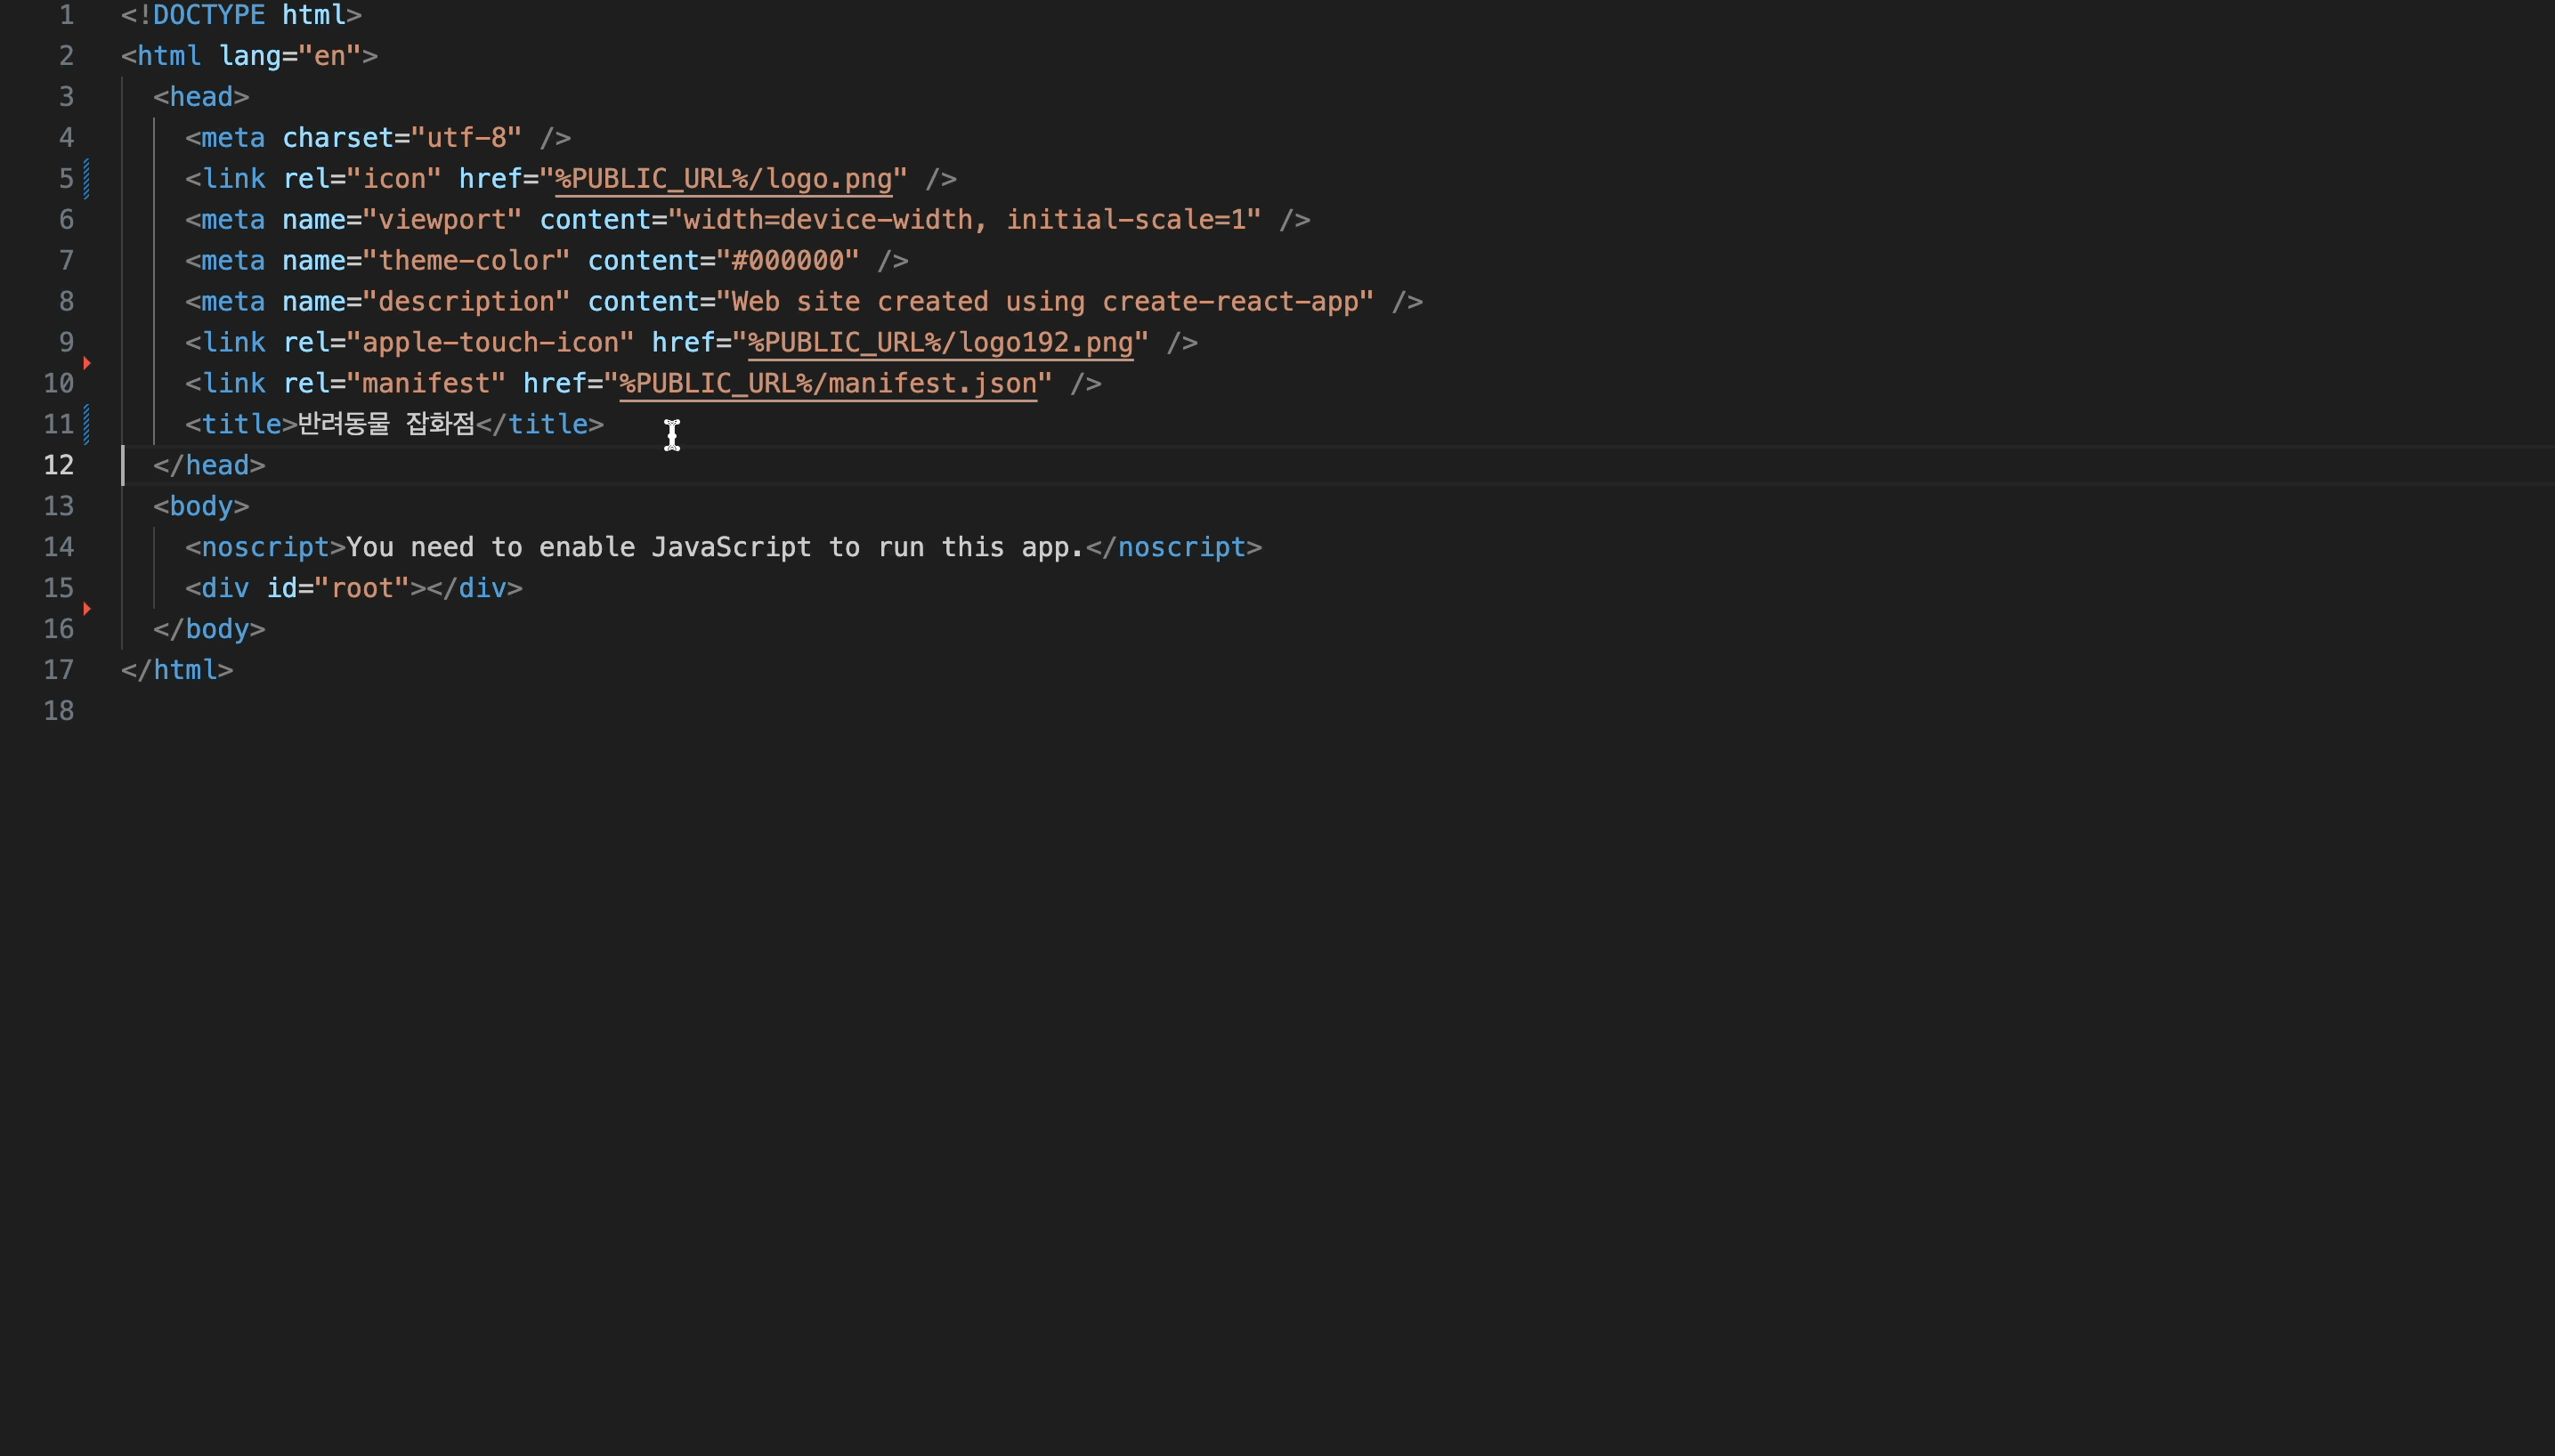 1 <!DOCTYPE html>
2 <html lang="en">
3 <head>
4 <meta charset="utf-8" />
5 <link rel="icon" href="%PUBLIC_URL%/logo.png" />
6 <meta name="viewport" content="width=device-width, initial-scale=1" />
7 <meta name="theme-color" content="#000000" />
8 <meta name="description" content="Web site created using create-react-app" />
9 <link rel="apple-touch-icon" href="%PUBLIC_URL%/logo192.png" />
10 <link rel="manifest" href="%PUBLIC_URL%/manifest.json" />
11 <title>반려동물 잡화점</title>
12 </head>
13 <body>
14 <noscript>You need to enable JavaScript to run this app.</noscript>
15 <div id="root"></div>
16 </body>
17 </html>
18